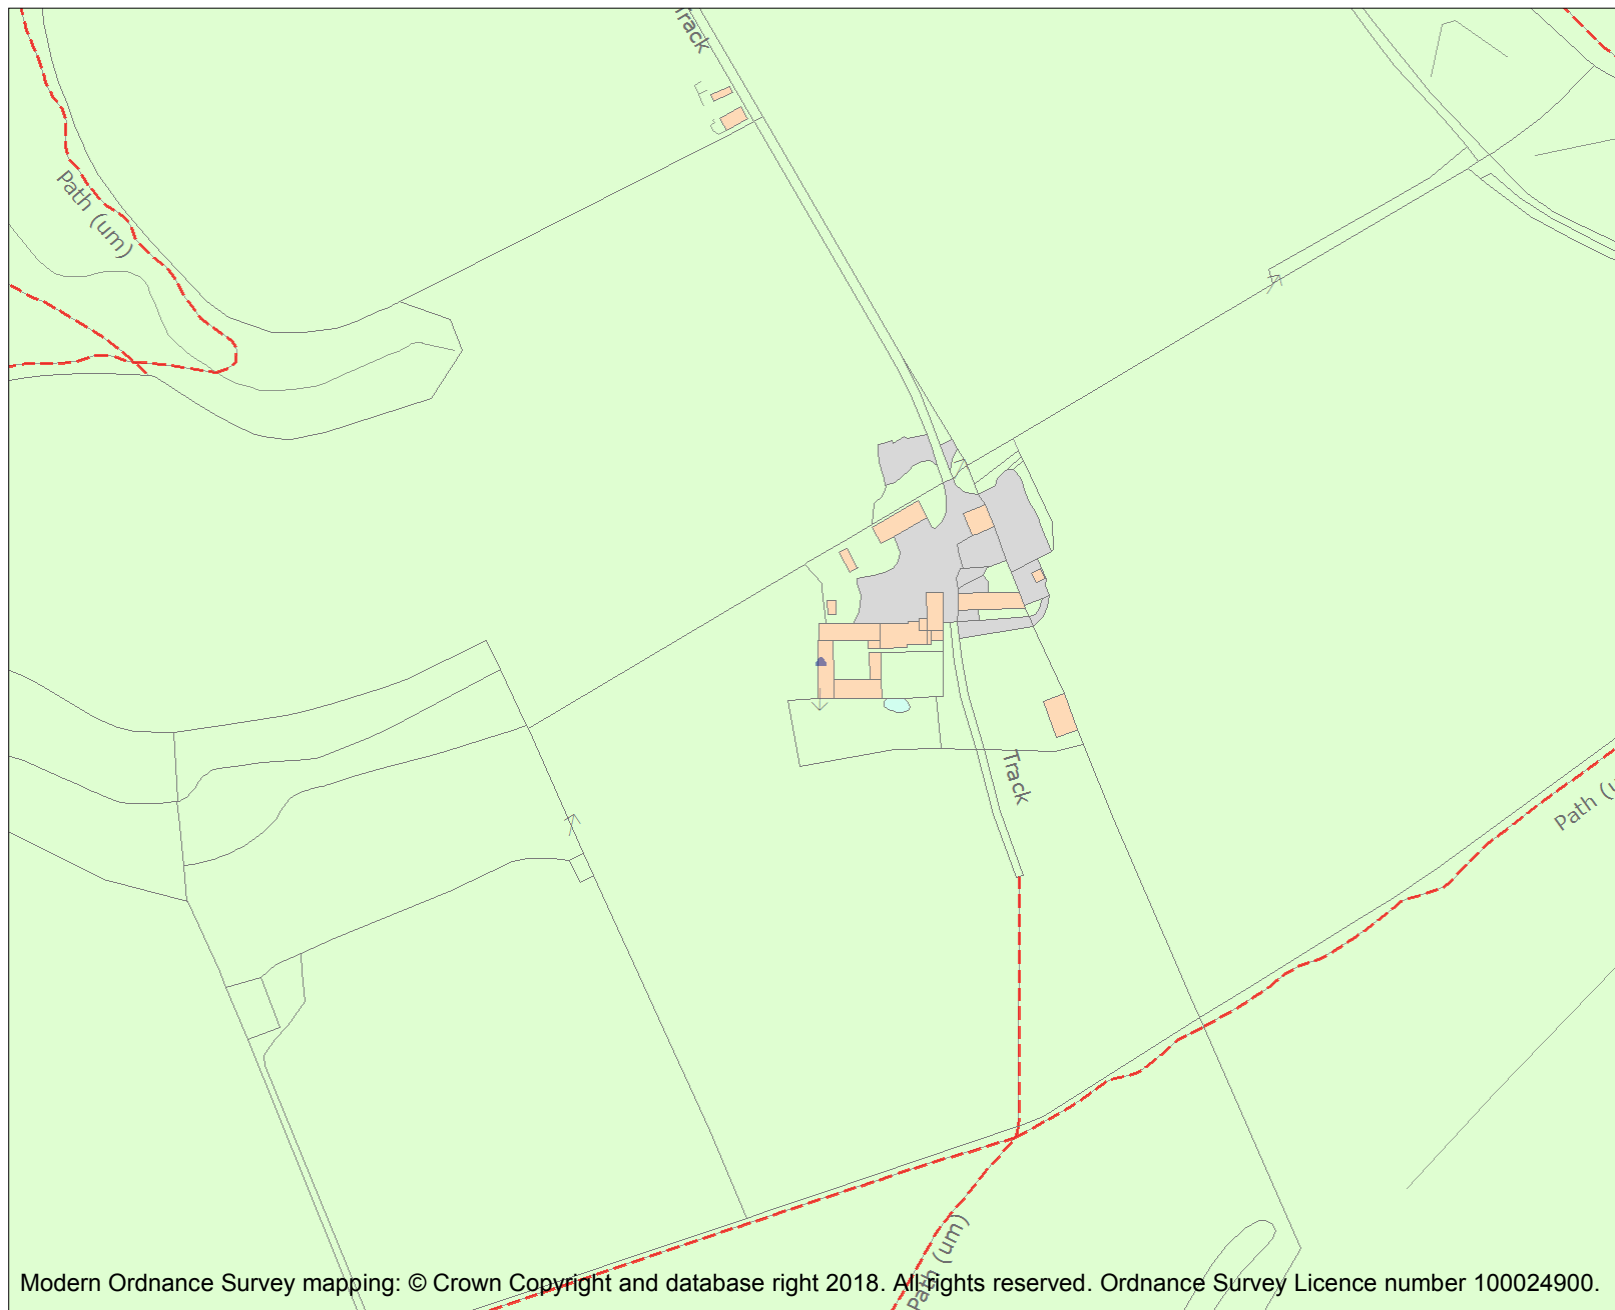 Track
Path (um)
Track
Path (u
Path (um)
Modern Ordnance Survey mapping: © Crown Copyright and database right 2018. All rights reserved. Ordnance Survey Licence number 100024900.